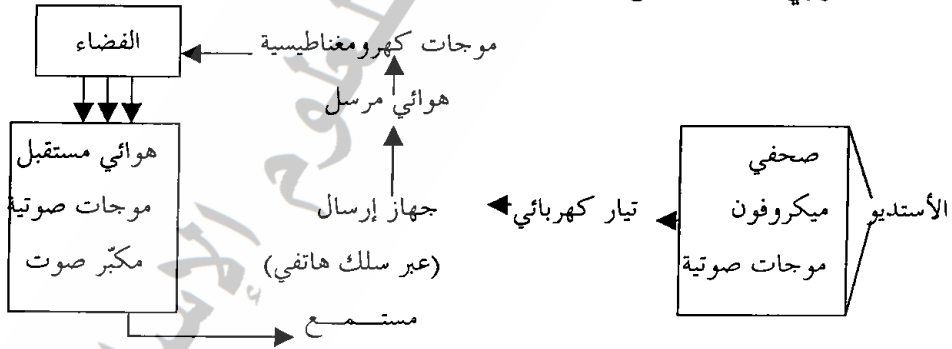 الفضاء
موجات كهرومغناطيسية
هوائي مرسل
هوائي مستقبل
موجات صوتية
مكبّر صوت
جهاز إرسال
(عبر سلك هاتفي)
تيار كهربائي
صحفي
ميكروفون
موجات صوتية
الأستديو
مستمع